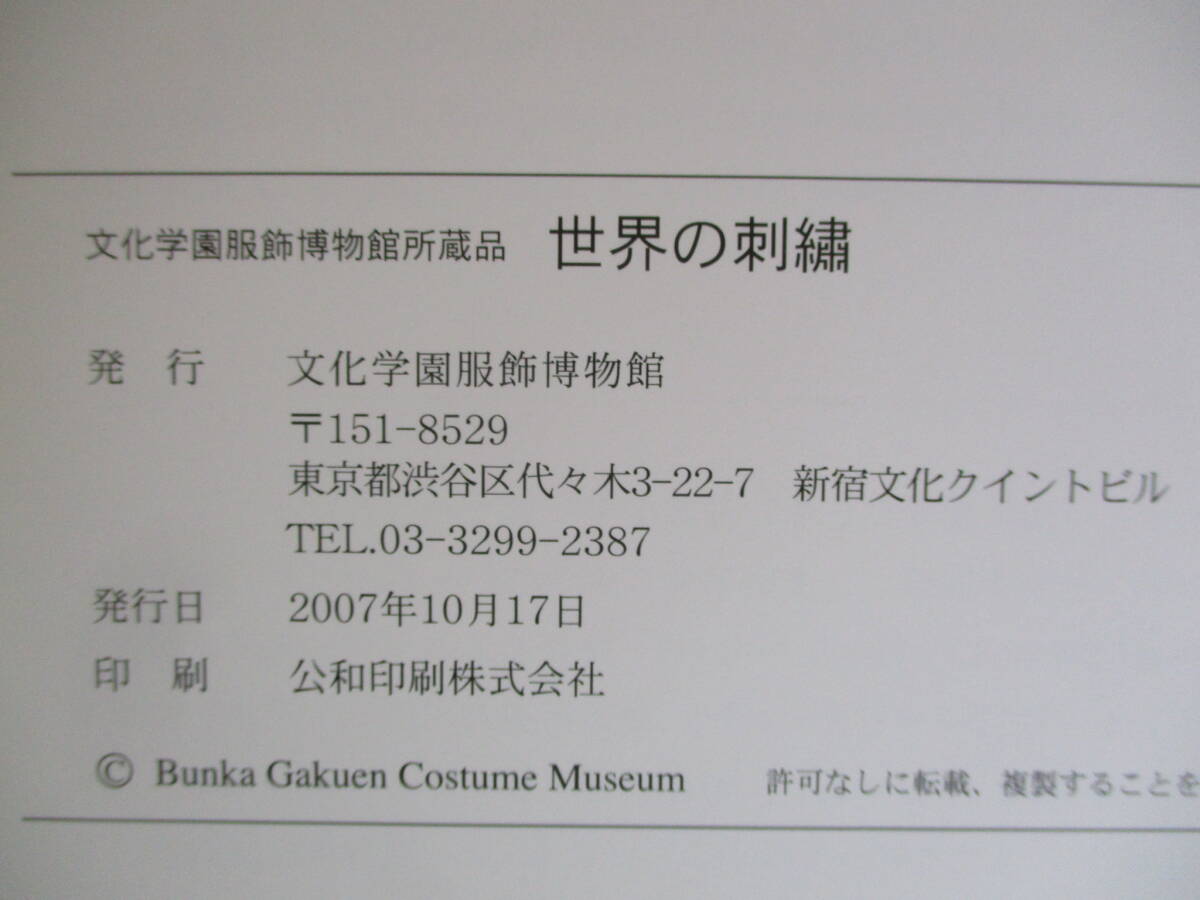 文化学園服飾博物館所蔵品　世界の刺繡
発　行　文化学園服飾博物館
〒151-8529
東京都渋谷区代々木3-22-7　新宿文化クイントビル
TEL.03-3299-2387
発行日　2007年10月17日
印　刷　公和印刷株式会社
© Bunka Gakuen Costume Museum　許可なしに転載、複製することを